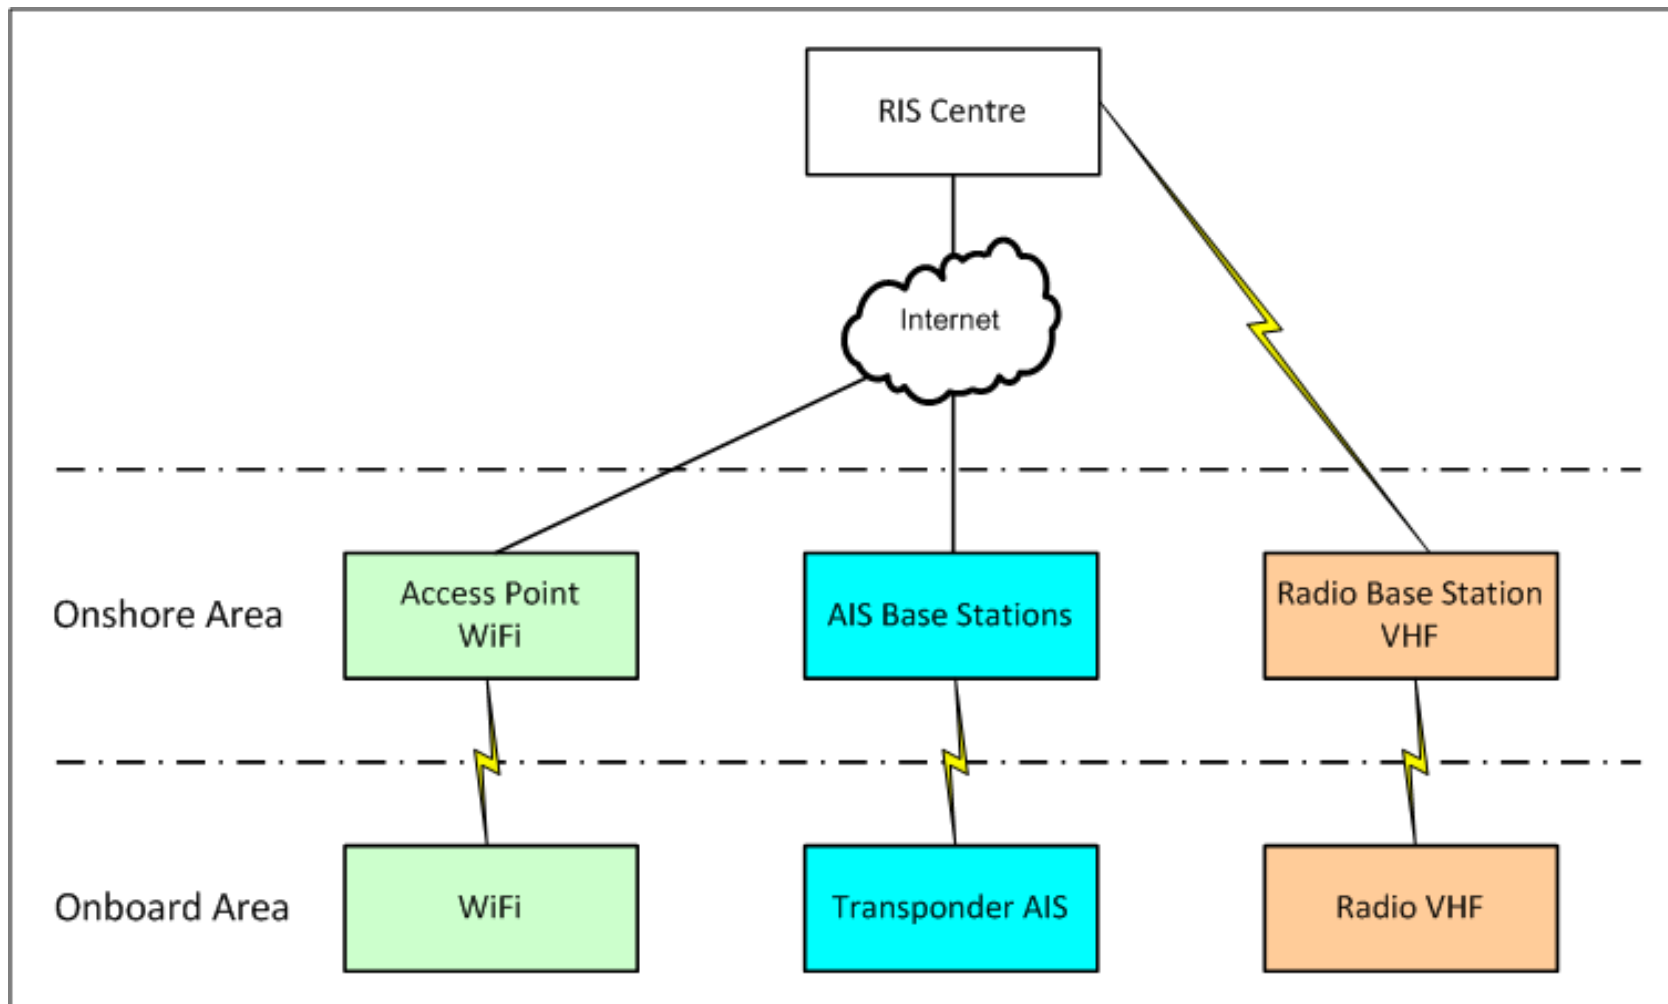 RIS Centre
Internet
Onshore Area
Access Point
WiFi
AIS Base Stations
Radio Base Station
VHF
Onboard Area
WiFi
Transponder AIS
Radio VHF